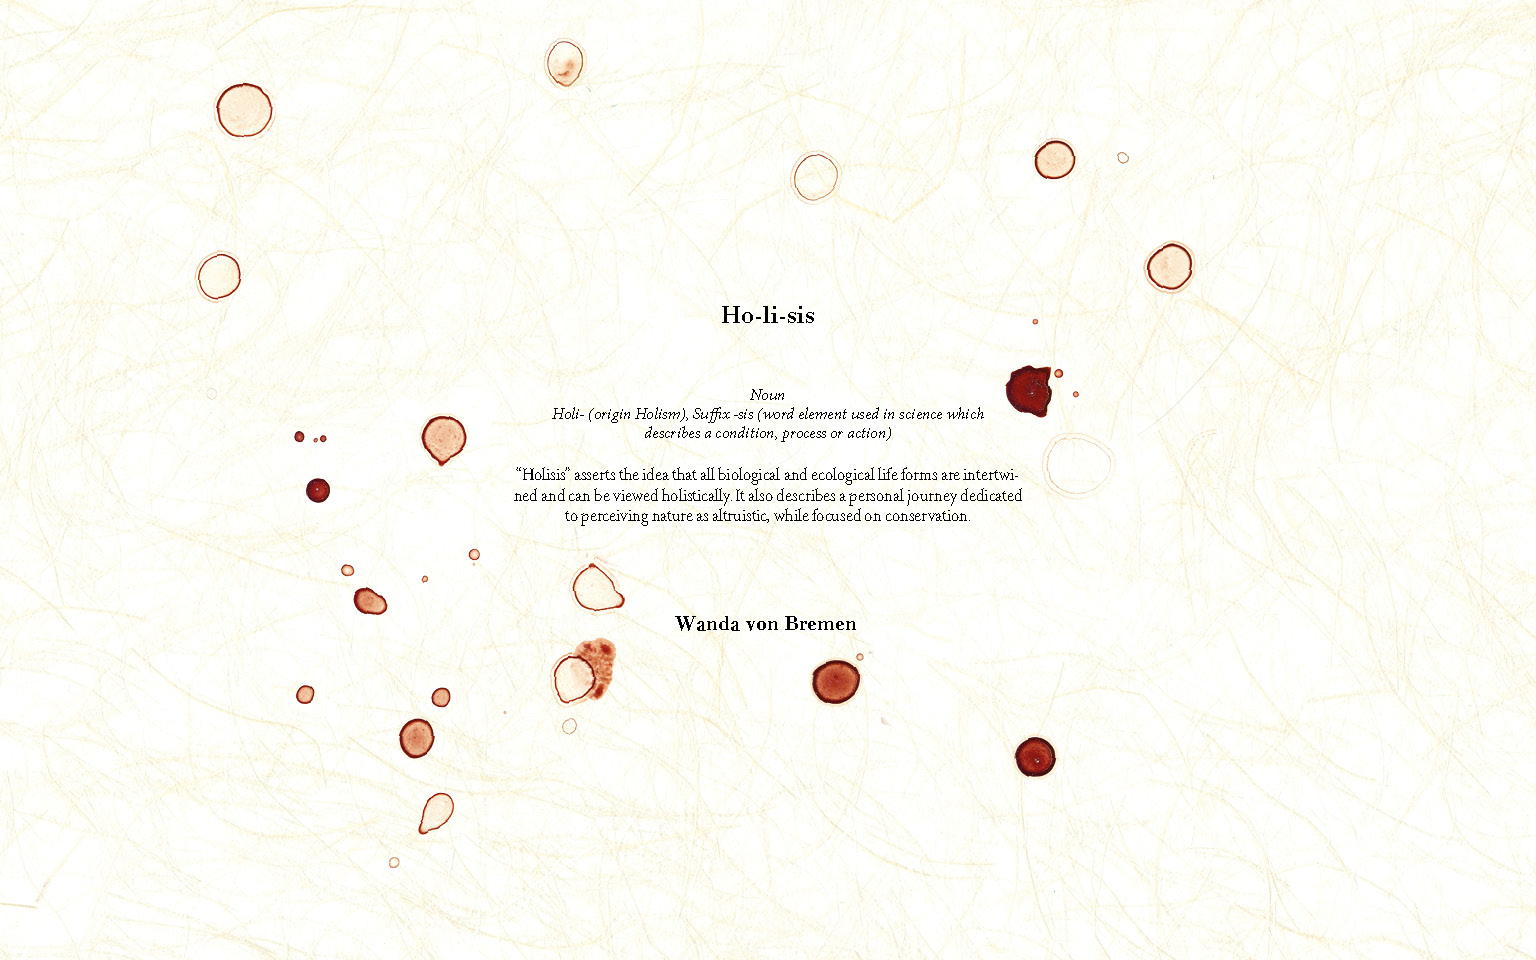 Ho-li-sis
Noun
Holi- (origin Holism), Suffix -sis (word element used in science which
describes a condition, process or action)
“Holisis” asserts the idea that all biological and ecological life forms are intertwi-
ned and can be viewed holistically. It also describes a personal journey dedicated
to perceiving nature as altruistic, while focused on conservation.
Wanda von Bremen